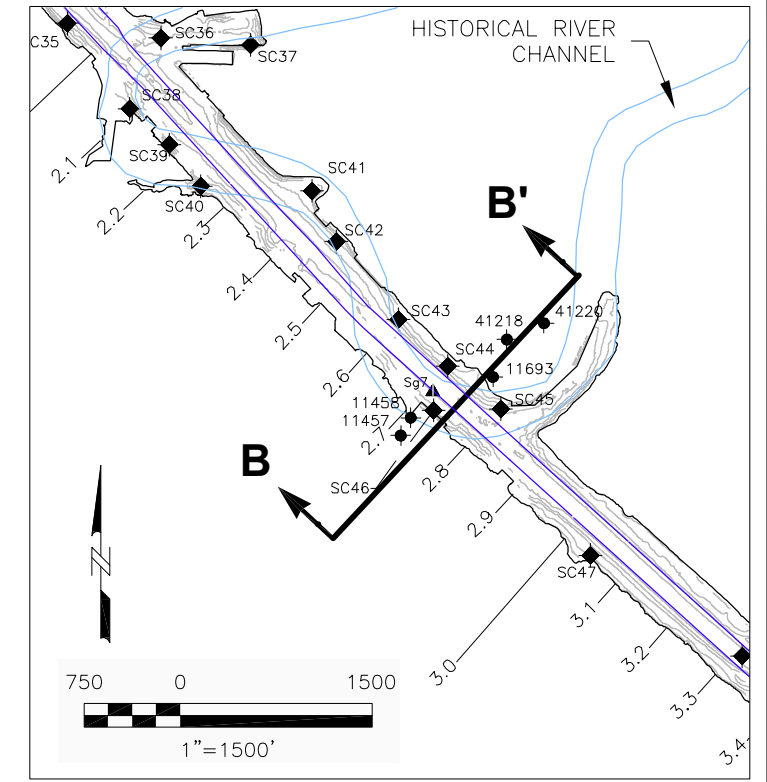 HISTORICAL RIVER
CHANNEL
C35
SC36
SC37
SC38
SC39
SC40
SC41
SC42
2.1
2.2
2.3
2.4
2.5
2.6
2.7
2.8
2.9
3.0
3.1
3.2
3.3
3.4
B'
41218
41220
SC43
SC44
11693
Sg7
SC45
11458
11457
B
SC46
SC47
N
750 0 1500
1"=1500'